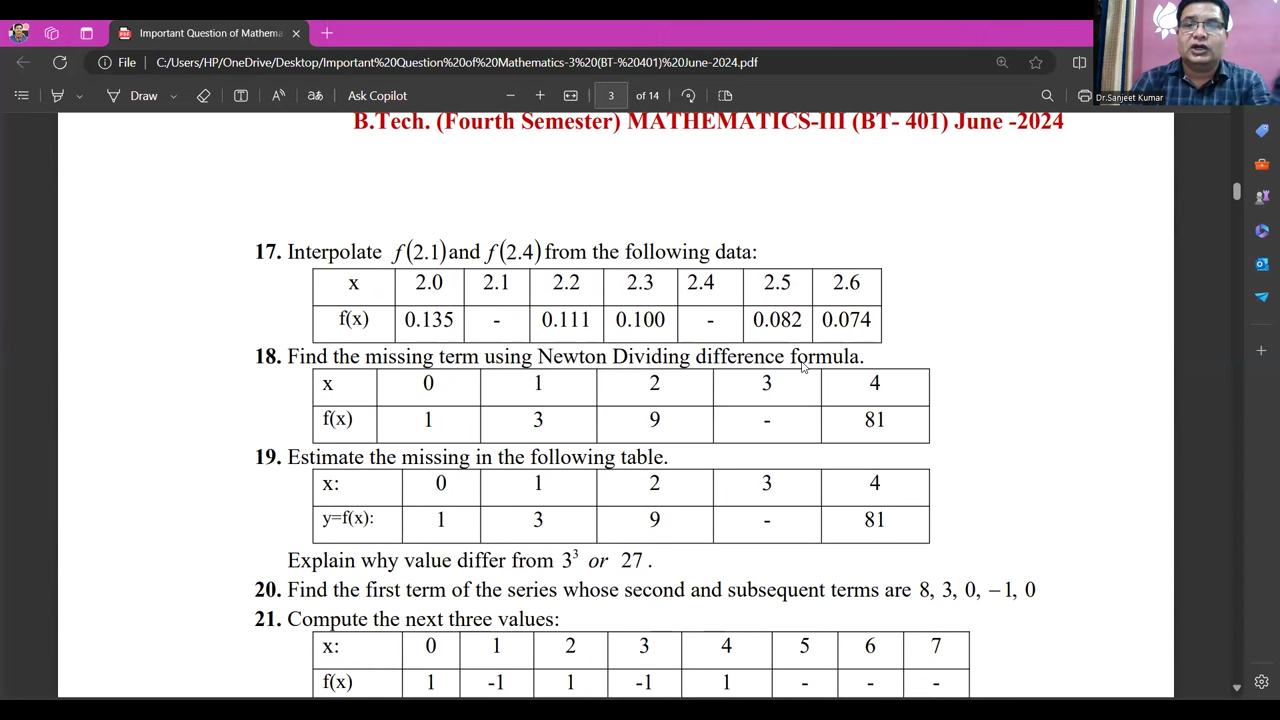 Important Question of Mathema
File C:/Users/HP/OneDrive/Desktop/Important%20Question%20of%20Mathematics-3%20(BT-%20401)%20June-2024.pdf
Draw Ask Copilot 3 of 14
Dr.Sanjeet Kumar
B.Tech. (Fourth Semester) MATHEMATICS-III (BT- 401) June -2024
17. Interpolate f(2.1) and f(2.4) from the following data:
x 2.0 2.1 2.2 2.3 2.4 2.5 2.6
f(x) 0.135 - 0.111 0.100 - 0.082 0.074
18. Find the missing term using Newton Dividing difference formula.
x 0 1 2 3 4
f(x) 1 3 9 - 81
19. Estimate the missing in the following table.
x: 0 1 2 3 4
y=f(x): 1 3 9 - 81
Explain why value differ from 3³ or 27 .
20. Find the first term of the series whose second and subsequent terms are 8, 3, 0, −1, 0
21. Compute the next three values:
x: 0 1 2 3 4 5 6 7
f(x) 1 -1 1 -1 1 - - -